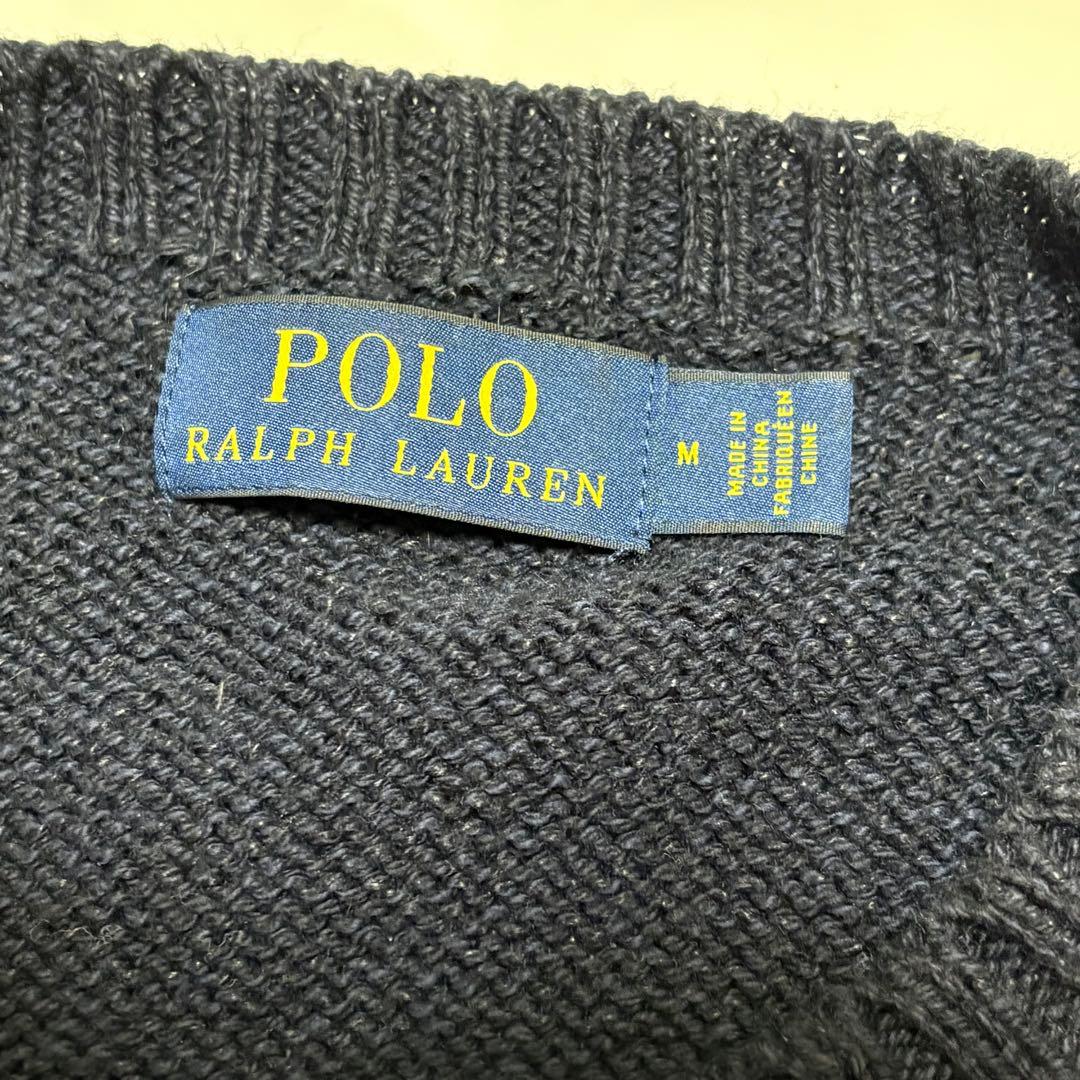 POLO
RALPH LAUREN
M
MADE IN
CHINA
FABRIQUÉ EN
CHINE